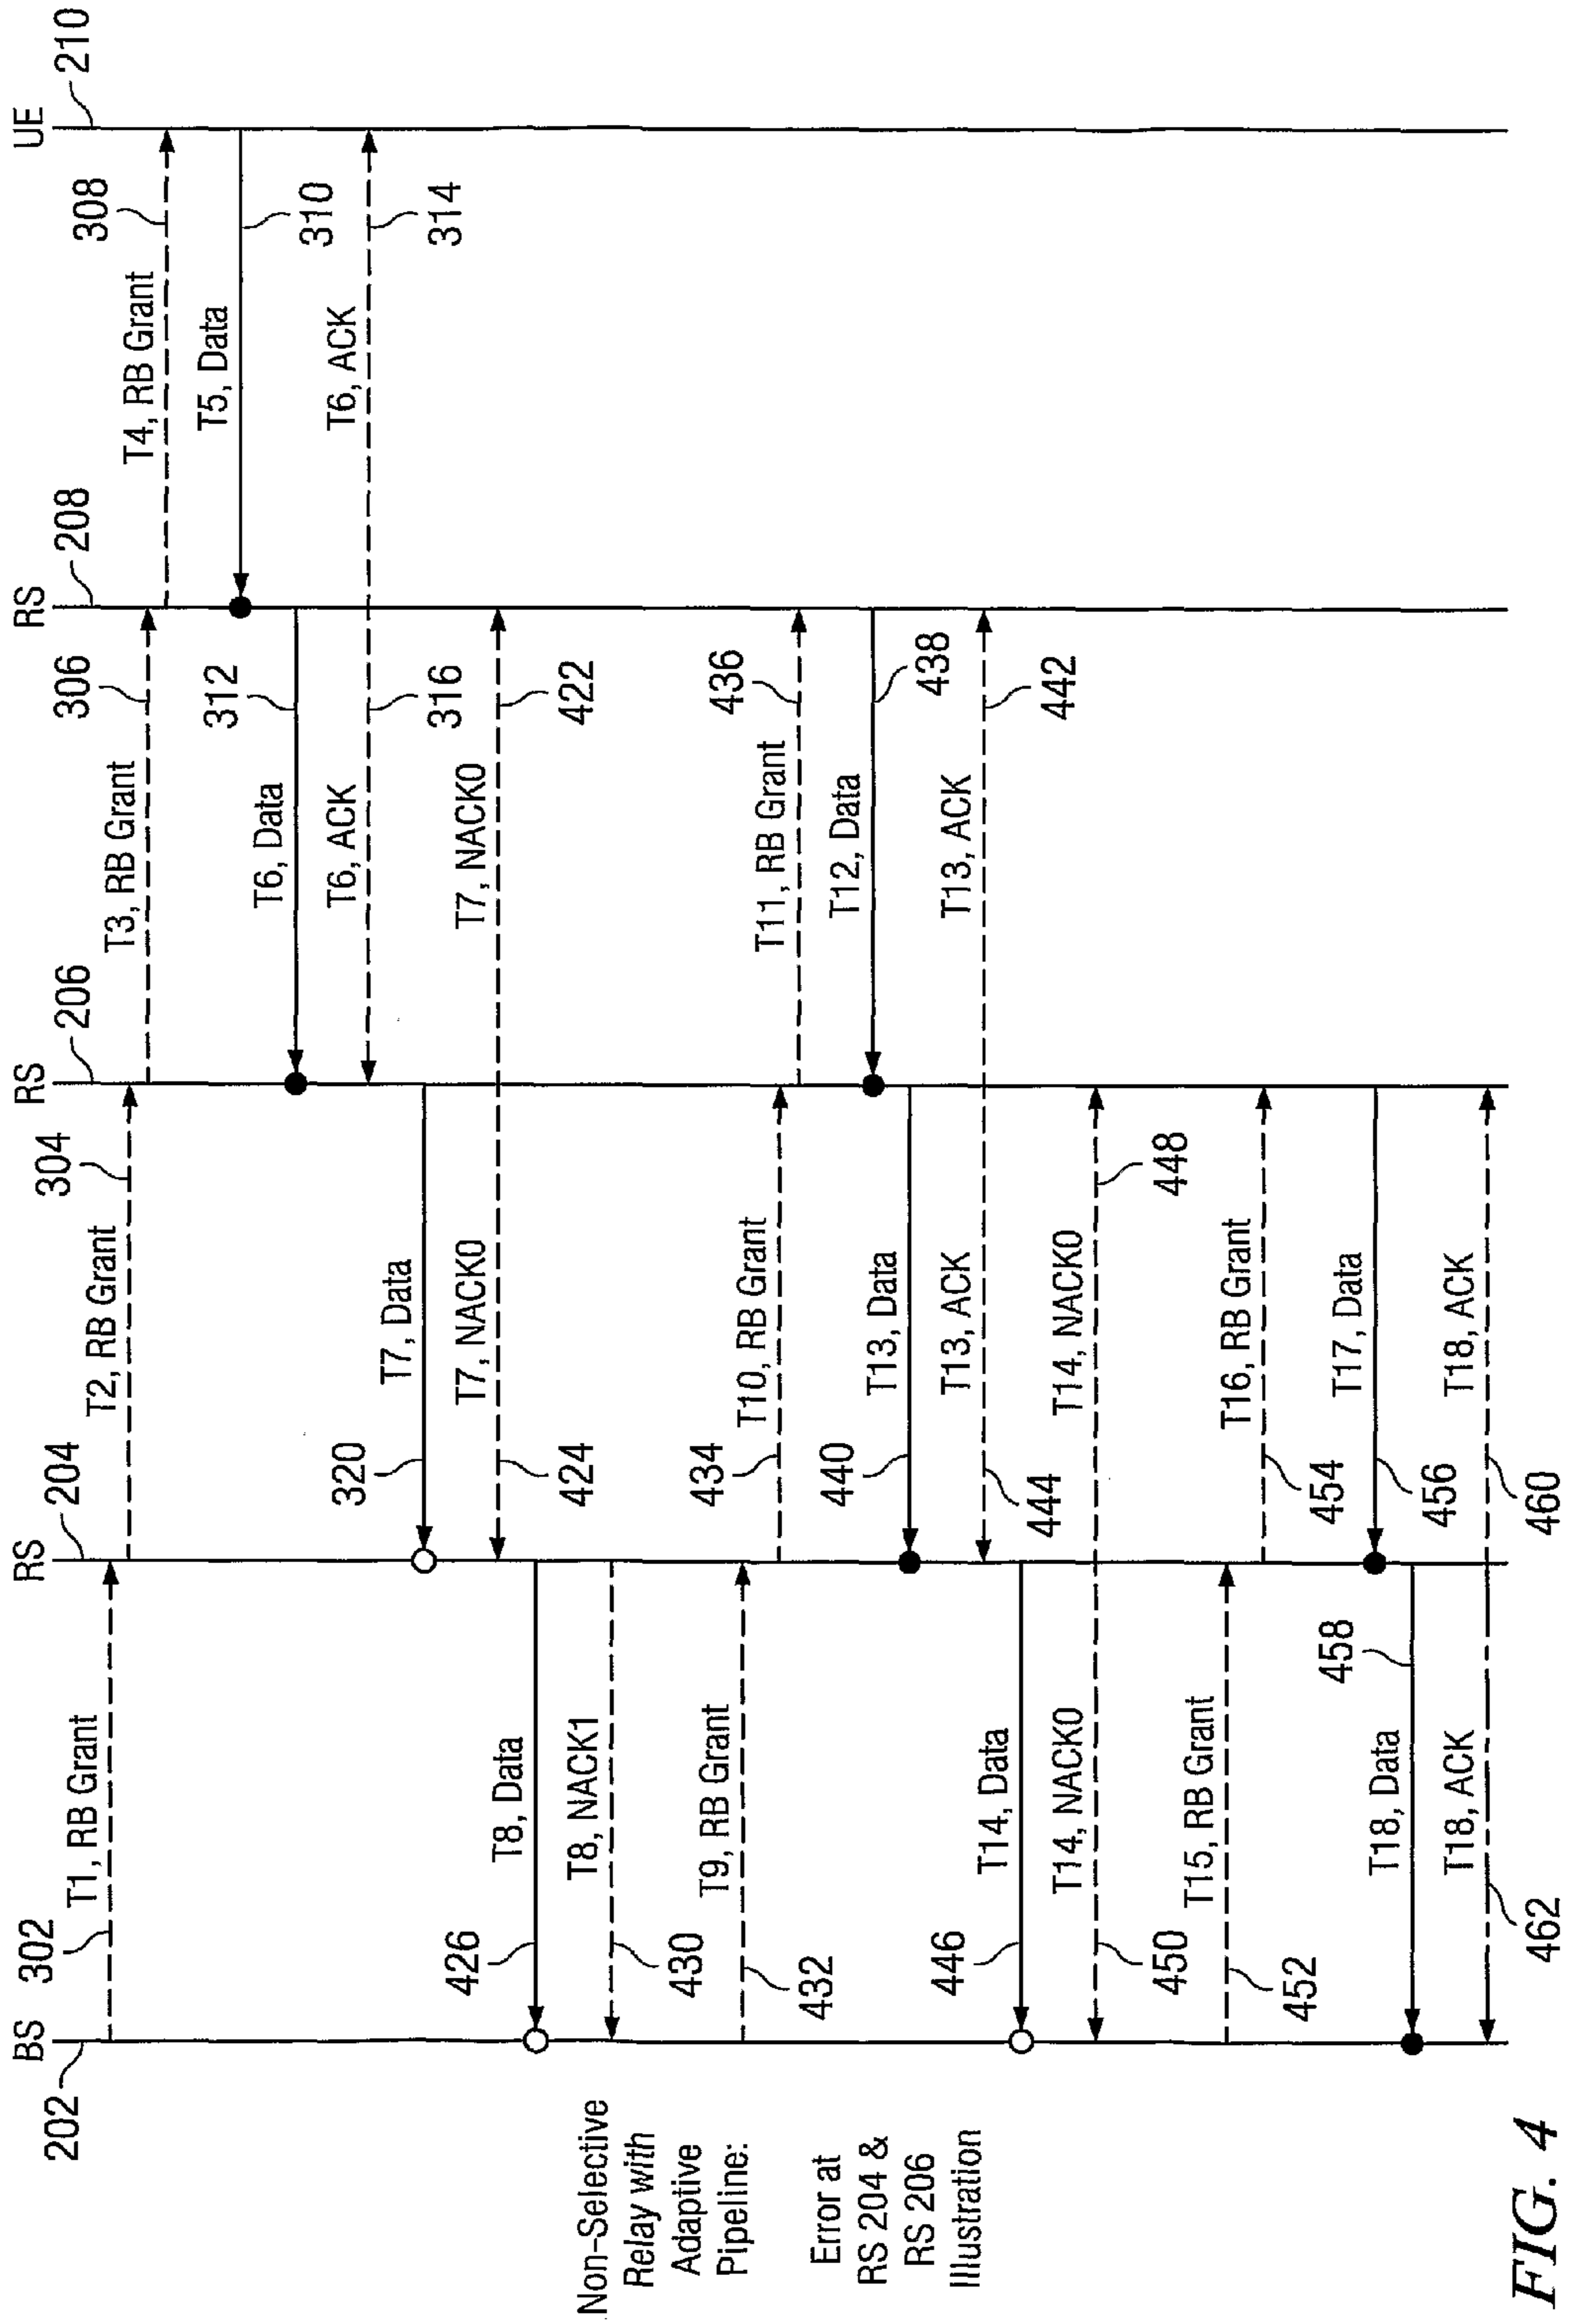 BS
RS
RS
RS
UE
202
204
206
208
210
302
T1, RB Grant
T2, RB Grant
304
T3, RB Grant
306
T4, RB Grant
308
T5, Data
310
T6, Data
312
T6, ACK
316
T6, ACK
314
320
T7, Data
424
T7, NACK0
T7, NACK0
422
426
T8, Data
430
T8, NACK1
432
T9, RB Grant
434
T10, RB Grant
T11, RB Grant
436
T12, Data
438
440
T13, Data
444
T13, ACK
T13, ACK
442
446
T14, Data
450
T14, NACK0
T14, NACK0
448
452
T15, RB Grant
454
T16, RB Grant
456
T17, Data
T18, Data
458
462
T18, ACK
460
T18, ACK
Non-Selective
Relay with
Adaptive
Pipeline:
Error at
RS 204 &
RS 206
Illustration
FIG. 4